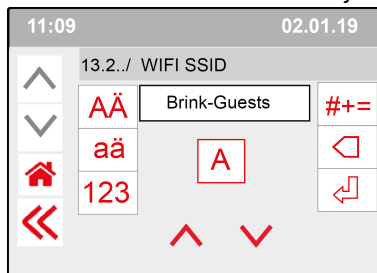 11:09 02.01.19
13.2../ WIFI SSID
AÄ Brink-Guests #+=
aä A
123